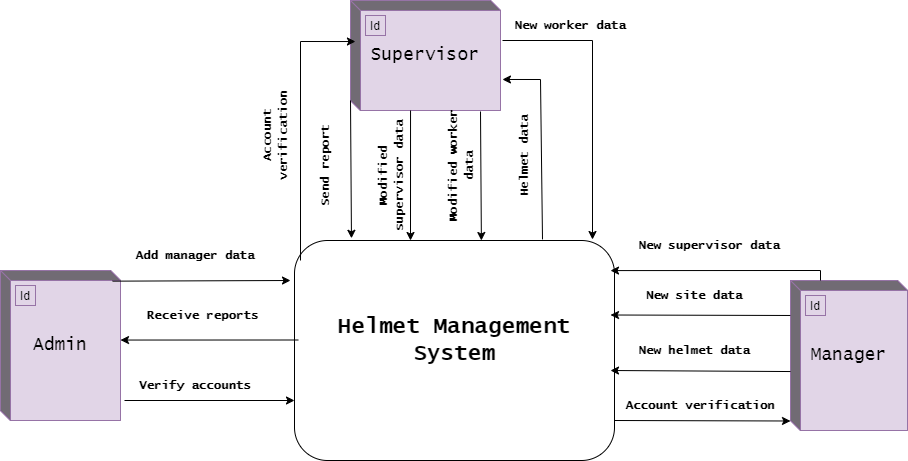 Id
Supervisor
New worker data
Account
verification
Send report
Modified
supervisor data
Modified worker
data
Helmet data
Add manager data
New supervisor data
Id
Admin
Receive reports
Verify accounts
Helmet Management
System
New site data
New helmet data
Account verification
Id
Manager